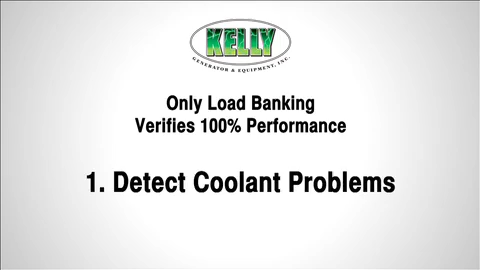 KELLY
GENERATOR & EQUIPMENT, INC.
Only Load Banking
Verifies 100% Performance
1. Detect Coolant Problems